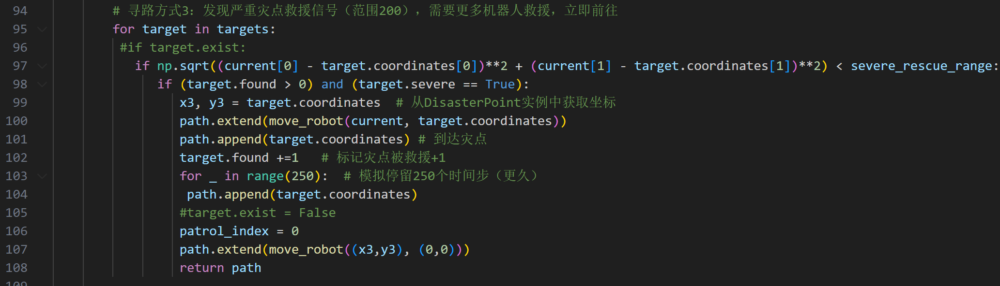 94 # 寻路方式3：发现严重灾点救援信号（范围200），需要更多机器人救援，立即前往
95 for target in targets:
96 #if target.exist:
97 if np.sqrt((current[0] - target.coordinates[0])**2 + (current[1] - target.coordinates[1])**2) < severe_rescue_range:
98 if (target.found > 0) and (target.severe == True):
99 x3, y3 = target.coordinates  # 从DisasterPoint实例中获取坐标
100 path.extend(move_robot(current, target.coordinates))
101 path.append(target.coordinates) # 到达灾点
102 target.found +=1   # 标记灾点被救援+1
103 for _ in range(250):  # 模拟停留250个时间步（更久）
104 path.append(target.coordinates)
105 #target.exist = False
106 patrol_index = 0
107 path.extend(move_robot((x3,y3), (0,0)))
108 return path
109